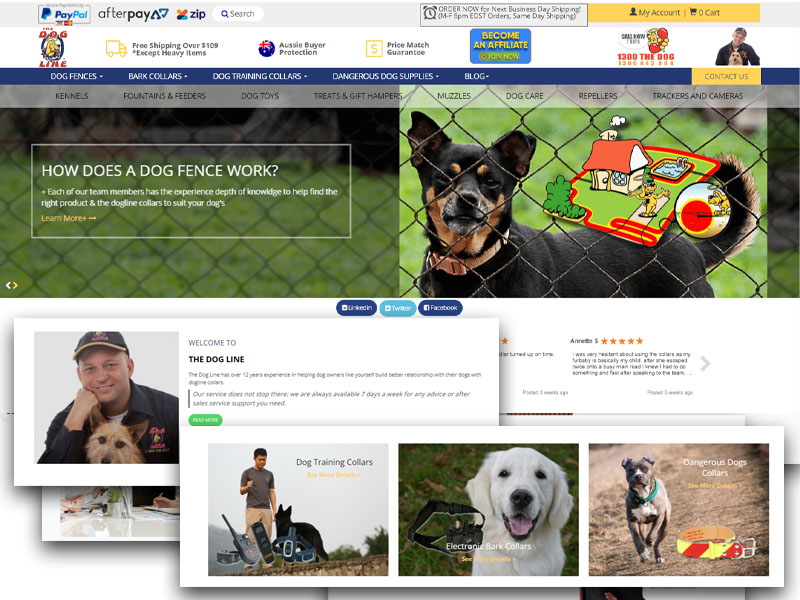 PayPal
afterpay
zip
Search
ORDER NOW for Next Business Day Shipping!
(M-F 6pm EDST Orders, Same Day Shipping)
My Account | 0 Cart
THE
DOG
LINE
Free Shipping Over $109
*Except Heavy Items
Aussie Buyer
Protection
Price Match
Guarantee
BECOME
AN AFFILIATE
JOIN NOW
CALL NOW
7 DAYS
1300 THE DOG
1300 843 364
DOG FENCES
BARK COLLARS
DOG TRAINING COLLARS
DANGEROUS DOG SUPPLIES
BLOG
CONTACT US
KENNELS
FOUNTAINS & FEEDERS
DOG TOYS
TREATS & GIFT HAMPERS
MUZZLES
DOG CARE
REPELLERS
TRACKERS AND CAMERAS
HOW DOES A DOG FENCE WORK?
+ Each of our team members has the experience depth of knowidge to help find the
right product & the dogline collars to suit your dog's
Learn More+
Linkedin
Twitter
Facebook
WELCOME TO
THE DOG LINE
The Dog Line has over 12 years experience in helping dog owners like yourself build better relationship with their dogs with
dogline collars.
Our service does not stop there; we are always available 7 days a week for any advice or after
sales service support you need.
READ MORE
llar turned up on time.
Posted 3 weeks ago
Annette S
I was very hesitant about using the collars as my
furbaby is basically my child, after she escaped
twice onto a busy main road I knew I had to do
something and fast after speaking to the team. ...
Posted 3 weeks ago
Dog Training Collars
See More Details >
Electronic Bark Collars
See More Details >
Dangerous Dogs
Collars
See More Details >